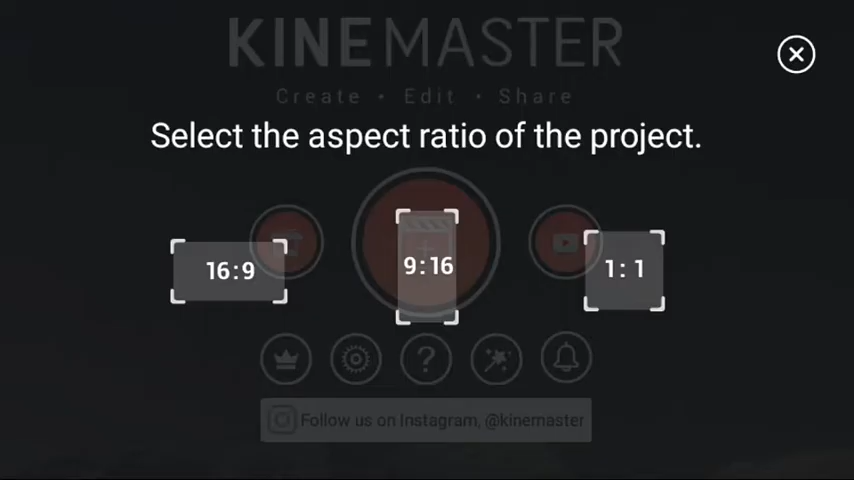 KINEMASTER
Create • Edit • Share
Select the aspect ratio of the project.
16:9
9:16
1:1
?
Follow us on Instagram, @kinemaster